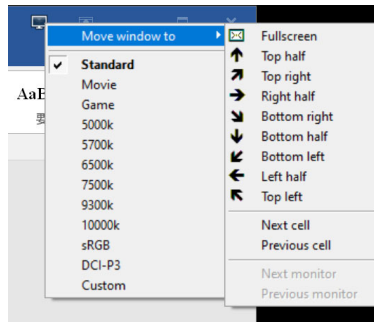 Move window to
Standard
Movie
Game
5000k
5700k
6500k
7500k
9300k
10000k
sRGB
DCI-P3
Custom
Fullscreen
Top half
Top right
Right half
Bottom right
Bottom half
Bottom left
Left half
Top left
Next cell
Previous cell
Next monitor
Previous monitor
AaB
要